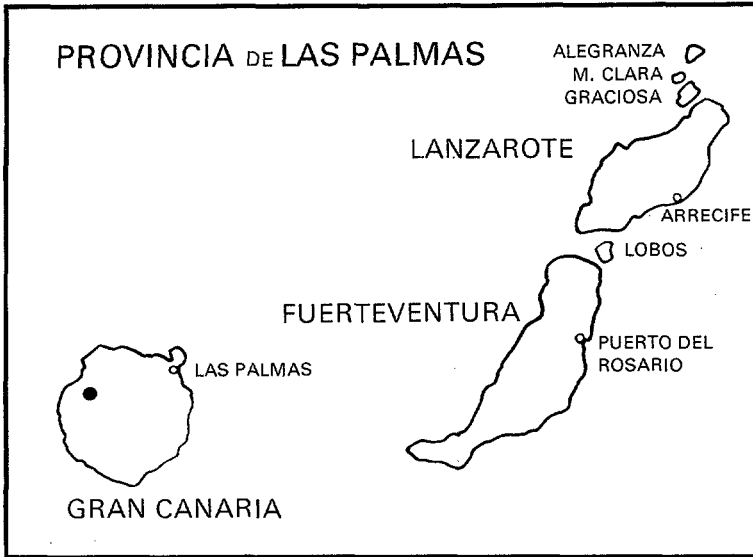 PROVINCIA DE LAS PALMAS
ALEGRANZA
M. CLARA
GRACIOSA
LANZAROTE
ARRECIFE
LOBOS
FUERTEVENTURA
PUERTO DEL
ROSARIO
LAS PALMAS
GRAN CANARIA